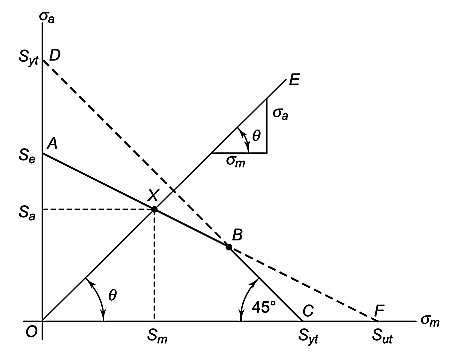 σa
Syt D
E
σa
θ
Se A
σm
X
Sa
B
θ
45°
C F
O Sm Syt Sut σm